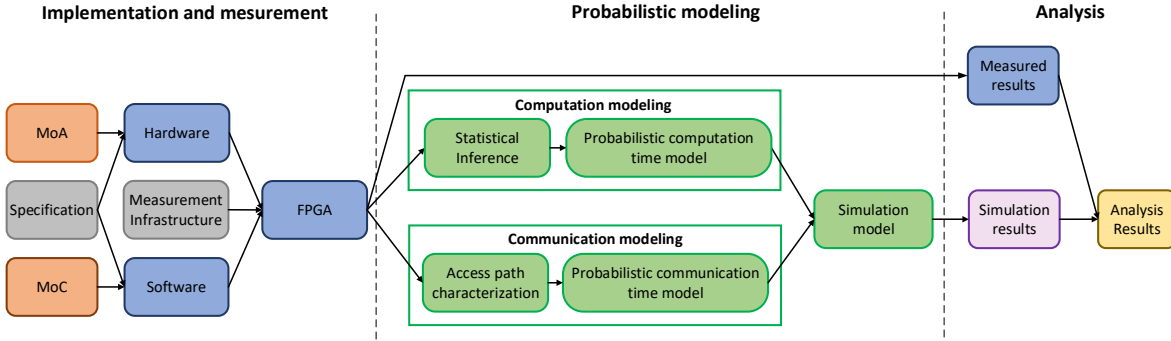 Implementation and mesurement
Probabilistic modeling
Analysis
MoA
Hardware
Specification
Measurement
Infrastructure
FPGA
MoC
Software
Computation modeling
Statistical
Inference
Probabilistic computation
time model
Communication modeling
Access path
characterization
Probabilistic communication
time model
Simulation
model
Measured
results
Simulation
results
Analysis
Results